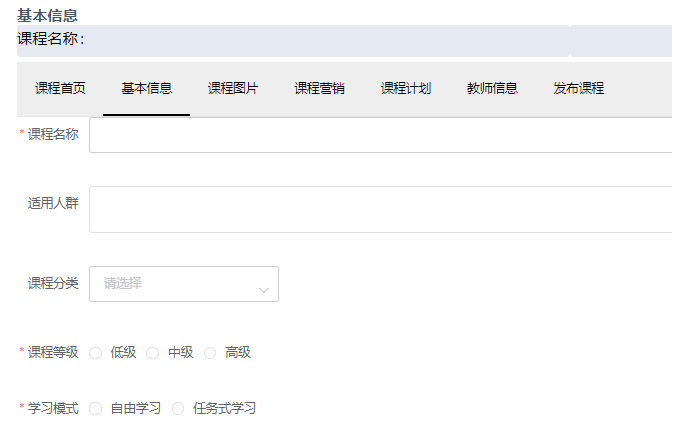 基本信息
课程名称：
课程首页 基本信息 课程图片 课程营销 课程计划 教师信息 发布课程
* 课程名称
适用人群
课程分类 请选择
* 课程等级 低级 中级 高级
* 学习模式 自由学习 任务式学习